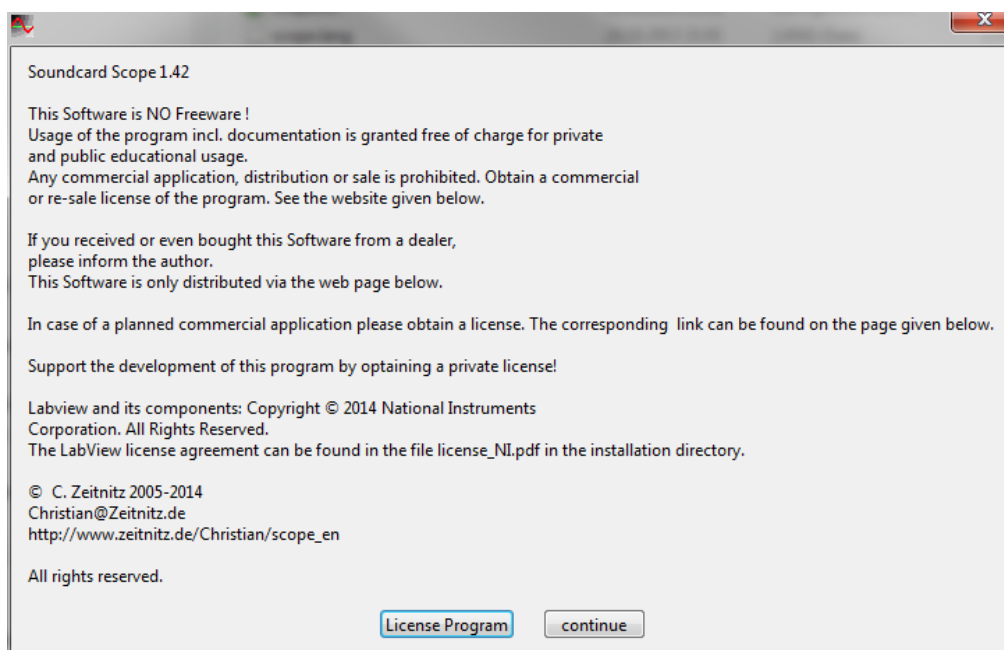 Soundcard Scope 1.42
This Software is NO Freeware !
Usage of the program incl. documentation is granted free of charge for private
and public educational usage.
Any commercial application, distribution or sale is prohibited. Obtain a commercial
or re-sale license of the program. See the website given below.
If you received or even bought this Software from a dealer,
please inform the author.
This Software is only distributed via the web page below.
In case of a planned commercial application please obtain a license. The corresponding  link can be found on the page given below.
Support the development of this program by optaining a private license!
Labview and its components: Copyright © 2014 National Instruments
Corporation. All Rights Reserved.
The LabView license agreement can be found in the file license_NI.pdf in the installation directory.
©  C. Zeitnitz 2005-2014
Christian@Zeitnitz.de
http://www.zeitnitz.de/Christian/scope_en
All rights reserved.
License Program
continue